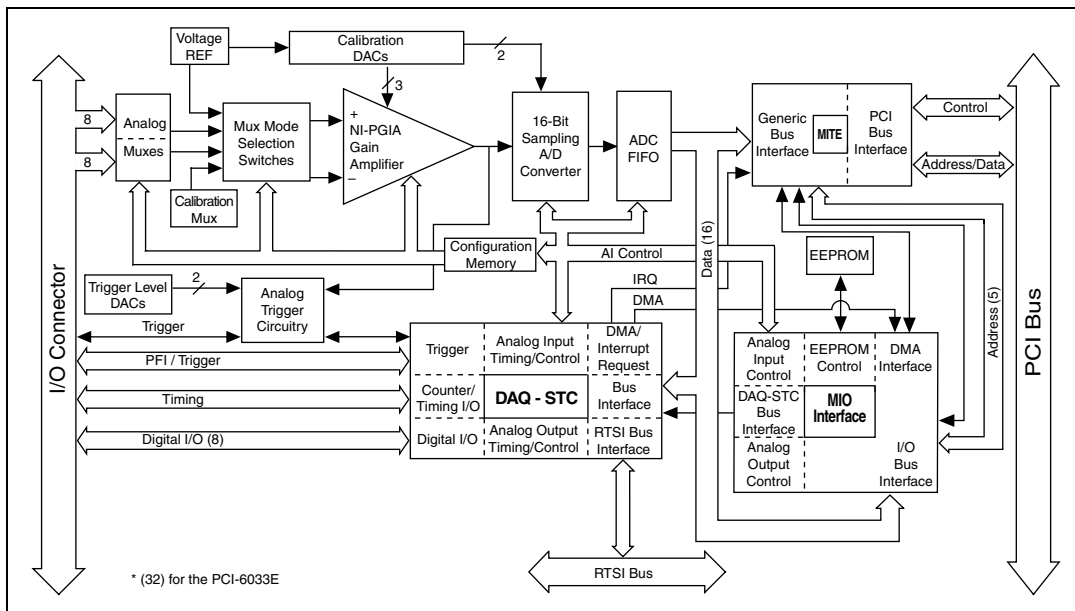 Voltage
REF
Calibration
DACs
2
3
8
8
Analog
Muxes
Mux Mode
Selection
Switches
Calibration
Mux
+
NI-PGIA
Gain
Amplifier
–
16-Bit
Sampling
A/D
Converter
ADC
FIFO
Generic
Bus
Interface
MITE
PCI
Bus
Interface
Control
Address/Data
Configuration
Memory
AI Control
Data (16)
EEPROM
Address (5)
IRQ
DMA
Trigger Level
DACs
2
Analog
Trigger
Circuitry
Trigger
PFI / Trigger
Timing
Digital I/O (8)
I/O Connector
PCI Bus
Trigger
Analog Input
Timing/Control
DMA/
Interrupt
Request
Counter/
Timing I/O
DAQ - STC
Bus
Interface
Digital I/O
Analog Output
Timing/Control
RTSI Bus
Interface
Analog
Input
Control
EEPROM
Control
DMA
Interface
DAQ-STC
Bus
Interface
MIO
Interface
Analog
Output
Control
I/O
Bus
Interface
RTSI Bus
* (32) for the PCI-6033E